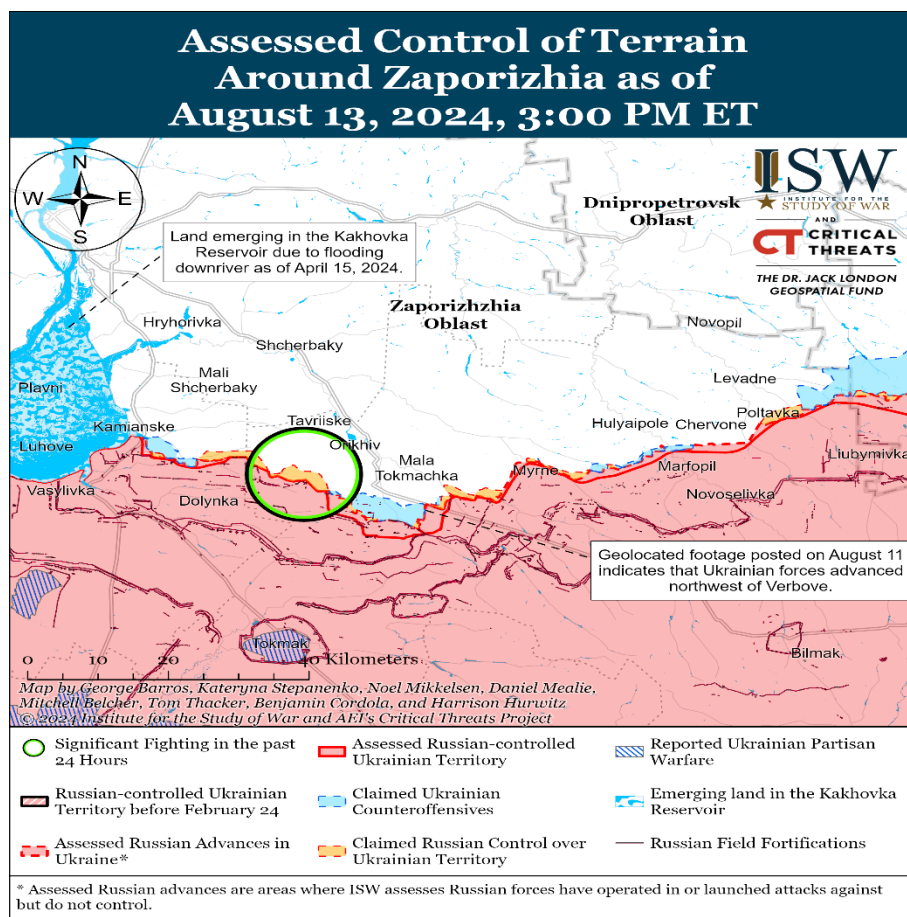 Assessed Control of Terrain
Around Zaporizhia as of
August 13, 2024, 3:00 PM ET
N
W
E
S
ISW
INSTITUTE FOR THE
STUDY OF WAR
AND
CT
CRITICAL
THREATS
THE DR. JACK LONDON
GEOSPATIAL FUND
Dnipropetrovsk
Oblast
Land emerging in the Kakhovka
Reservoir due to flooding
downriver as of April 15, 2024.
Zaporizhzhia
Oblast
Hryhorivka
Novopil
Shcherbaky
Mali
Shcherbaky
Levadne
Plavni
Tavriiske
Poltavka
Kamianske
Hulyaipole
Chervone
Orikhiv
Luhove
Mala
Tokmachka
Myrne
Marfopil
Liubymivka
Vasylivka
Dolynka
Novoselivka
Geolocated footage posted on August 11
indicates that Ukrainian forces advanced
northwest of Verbove.
Tokmak
Bilmak
0
20
40 Kilometers
Map by George Barros, Kateryna Stepanenko, Noel Mikkelsen, Daniel Mealie,
Mitchell Belcher, Tom Thacker, Benjamin Cordola, and Harrison Hurwitz
© 2024 Institute for the Study of War and AEI's Critical Threats Project
Significant Fighting in the past
24 Hours
Assessed Russian-controlled
Ukrainian Territory
Reported Ukrainian Partisan
Warfare
Russian-controlled Ukrainian
Territory before February 24
Claimed Ukrainian
Counteroffensives
Emerging land in the Kakhovka
Reservoir
Assessed Russian Advances in
Ukraine*
Claimed Russian Control over
Ukrainian Territory
Russian Field Fortifications
* Assessed Russian advances are areas where ISW assesses Russian forces have operated in or launched attacks against
but do not control.